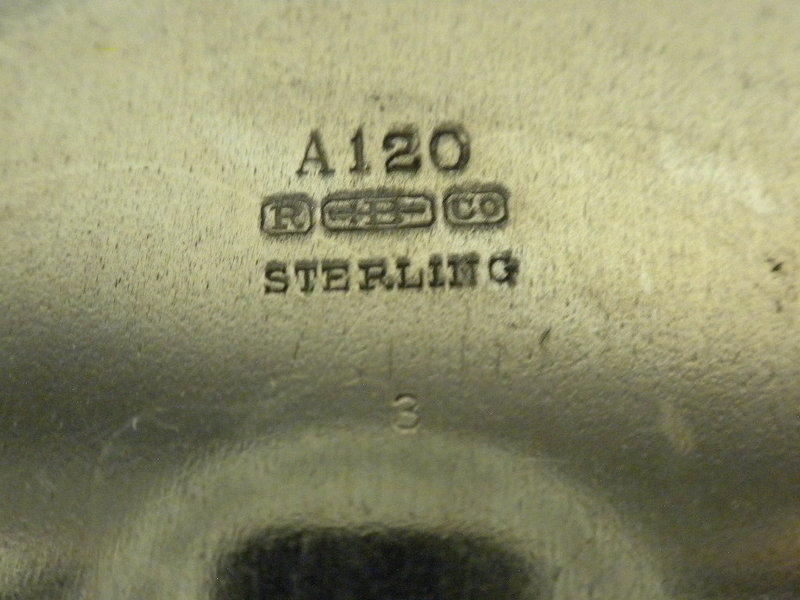 A120
R B CO
STERLING
3